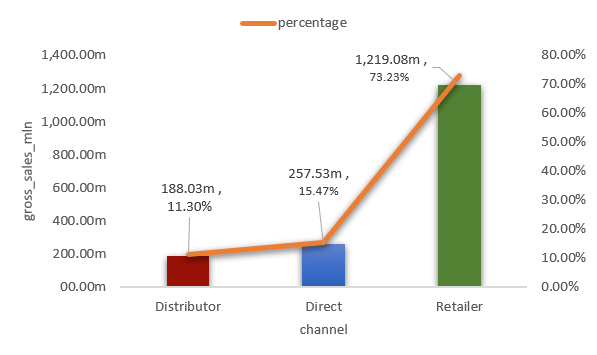 percentage
1,400.00m
1,200.00m
1,000.00m
800.00m
600.00m
400.00m
200.00m
00.00m
gross_sales_mln
188.03m ,
11.30%
257.53m ,
15.47%
1,219.08m ,
73.23%
80.00%
70.00%
60.00%
50.00%
40.00%
30.00%
20.00%
10.00%
0.00%
Distributor
Direct
Retailer
channel